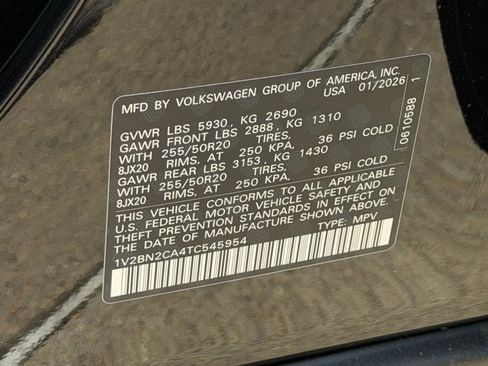 MFD BY VOLKSWAGEN GROUP OF AMERICA, INC.
USA 01/2026
GVWR LBS 5930, KG 2690
GAWR FRONT LBS 2888, KG 1310
WITH 255/50R20 TIRES,
8JX20 RIMS, AT 250 KPA, 36 PSI COLD
GAWR REAR LBS 3153, KG 1430
WITH 255/50R20 TIRES,
8JX20 RIMS, AT 250 KPA, 36 PSI COLD
THIS VEHICLE CONFORMS TO ALL APPLICABLE
U.S. FEDERAL MOTOR VEHICLE SAFETY AND
THEFT PREVENTION STANDARDS IN EFFECT ON
THE DATE OF MANUFACTURE SHOWN ABOVE.
1V2BN2CA4TC545954 TYPE: MPV
0610588 1